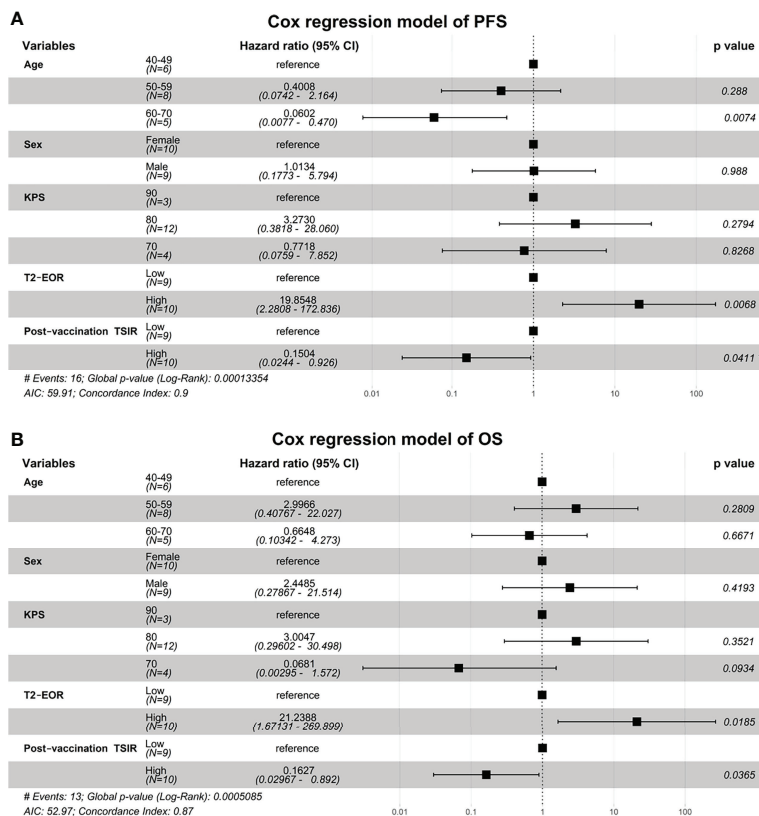 A
Cox regression model of PFS
Variables Hazard ratio (95% CI) p value
Age 40-49 (N=6) reference
50-59 (N=8) 0.4008 (0.0742 - 2.164) 0.288
60-70 (N=5) 0.0602 (0.0077 - 0.470) 0.0074
Sex Female (N=10) reference
Male (N=9) 1.0134 (0.1773 - 5.794) 0.988
KPS 90 (N=3) reference
80 (N=12) 3.2730 (0.3818 - 28.060) 0.2794
70 (N=4) 0.7718 (0.0759 - 7.852) 0.8268
T2-EOR Low (N=9) reference
High (N=10) 19.8548 (2.2808 - 172.836) 0.0068
Post-vaccination TSIR Low (N=9) reference
High (N=10) 0.1504 (0.0244 - 0.926) 0.0411
# Events: 16; Global p-value (Log-Rank): 0.00013354
AIC: 59.91; Concordance Index: 0.9
0.01 0.1 1 10 100
B
Cox regression model of OS
Variables Hazard ratio (95% CI) p value
Age 40-49 (N=6) reference
50-59 (N=8) 2.9966 (0.40767 - 22.027) 0.2809
60-70 (N=5) 0.6648 (0.10342 - 4.273) 0.6671
Sex Female (N=10) reference
Male (N=9) 2.4485 (0.27867 - 21.514) 0.4193
KPS 90 (N=3) reference
80 (N=12) 3.0047 (0.29602 - 30.498) 0.3521
70 (N=4) 0.0681 (0.00295 - 1.572) 0.0934
T2-EOR Low (N=9) reference
High (N=10) 21.2388 (1.67131 - 269.899) 0.0185
Post-vaccination TSIR Low (N=9) reference
High (N=10) 0.1627 (0.02967 - 0.892) 0.0365
# Events: 13; Global p-value (Log-Rank): 0.0005085
AIC: 52.97; Concordance Index: 0.87
0.01 0.1 1 10 100